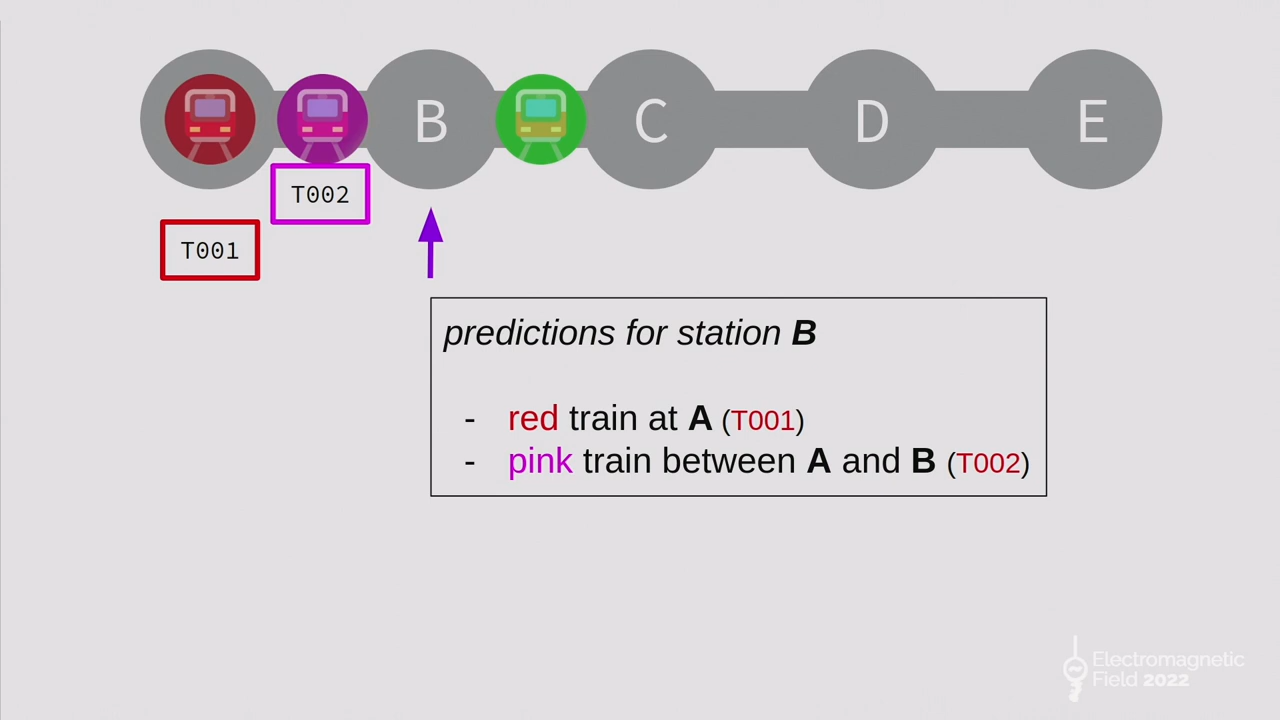 B C D E
T002
T001
predictions for station B
- red train at A (T001)
- pink train between A and B (T002)
Electromagnetic
Field 2022